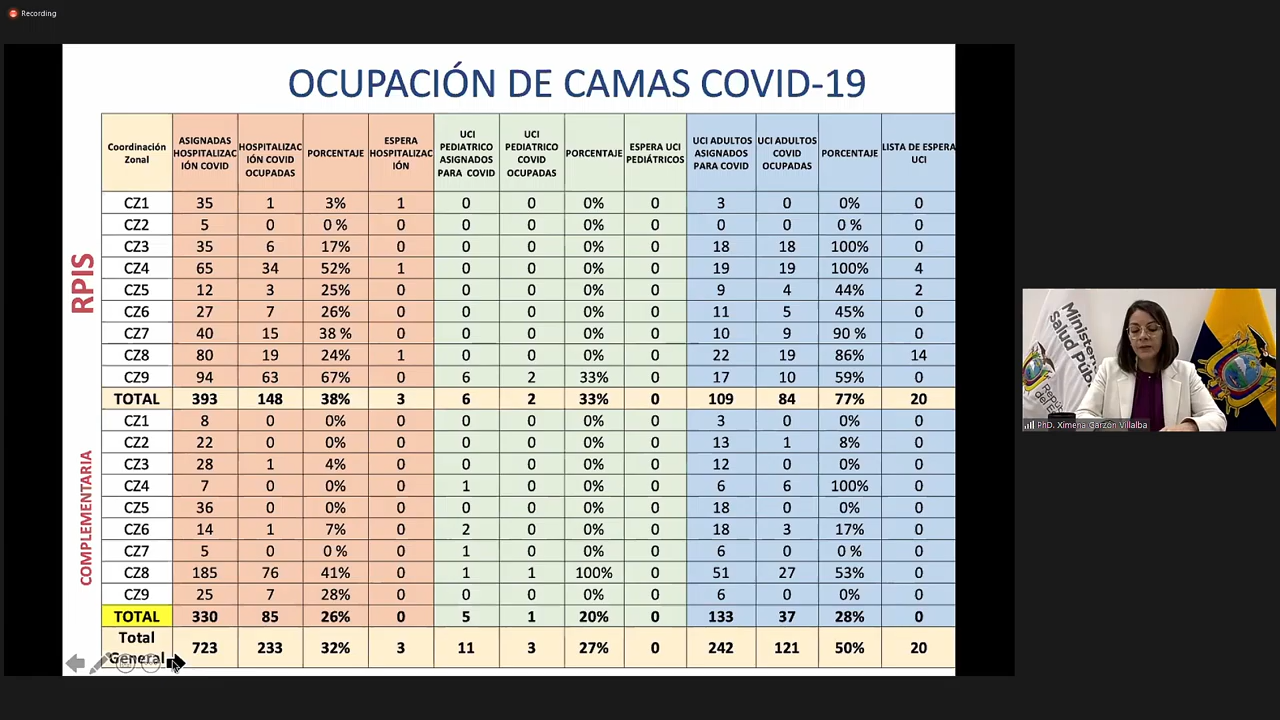 Recording
OCUPACIÓN DE CAMAS COVID-19
Coordinación Zonal ASIGNADAS HOSPITALIZACIÓN COVID HOSPITALIZACIÓN COVID OCUPADAS PORCENTAJE ESPERA HOSPITALIZACIÓN UCI PEDIATRICO ASIGNADOS PARA COVID UCI PEDIATRICO COVID OCUPADAS PORCENTAJE ESPERA UCI PEDIÁTRICOS UCI ADULTOS ASIGNADOS PARA COVID UCI ADULTOS COVID OCUPADAS PORCENTAJE LISTA DE ESPERA UCI
RPIS
CZ1 35 1 3% 1 0 0 0% 0 3 0 0% 0
CZ2 5 0 0 % 0 0 0 0% 0 0 0 0 % 0
CZ3 35 6 17% 0 0 0 0% 0 18 18 100% 0
CZ4 65 34 52% 1 0 0 0% 0 19 19 100% 4
CZ5 12 3 25% 0 0 0 0% 0 9 4 44% 2
CZ6 27 7 26% 0 0 0 0% 0 11 5 45% 0
CZ7 40 15 38 % 0 0 0 0% 0 10 9 90 % 0
CZ8 80 19 24% 1 0 0 0% 0 22 19 86% 14
CZ9 94 63 67% 0 6 2 33% 0 17 10 59% 0
TOTAL 393 148 38% 3 6 2 33% 0 109 84 77% 20
COMPLEMENTARIA
CZ1 8 0 0% 0 0 0 0% 0 3 0 0% 0
CZ2 22 0 0% 0 0 0 0% 0 13 1 8% 0
CZ3 28 1 4% 0 0 0 0% 0 12 0 0% 0
CZ4 7 0 0% 0 1 0 0% 0 6 6 100% 0
CZ5 36 0 0% 0 0 0 0% 0 18 0 0% 0
CZ6 14 1 7% 0 2 0 0% 0 18 3 17% 0
CZ7 5 0 0 % 0 1 0 0% 0 6 0 0 % 0
CZ8 185 76 41% 0 1 1 100% 0 51 27 53% 0
CZ9 25 7 28% 0 0 0 0% 0 6 0 0% 0
TOTAL 330 85 26% 0 5 1 20% 0 133 37 28% 0
Total General 723 233 32% 3 11 3 27% 0 242 121 50% 20
Ministerio
Salud Púb
Repúb
del E
PhD. Ximena Garzón Villalba